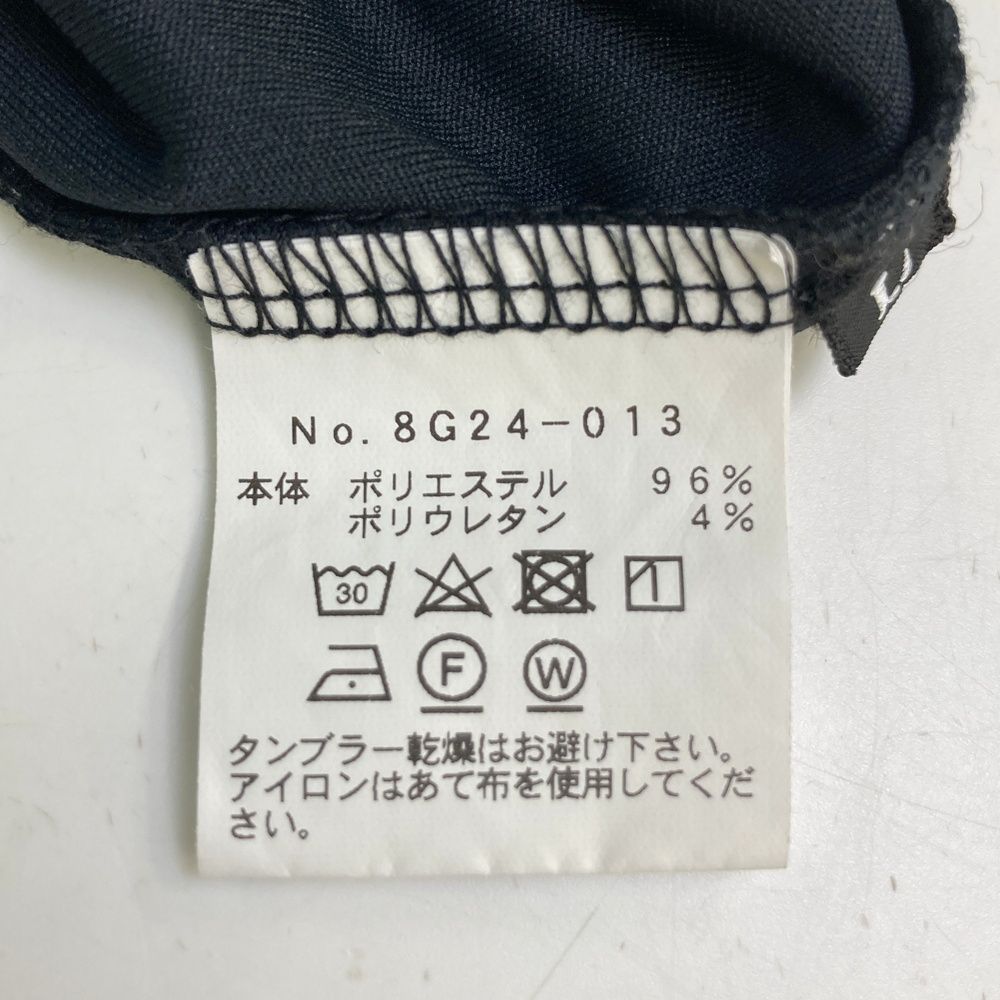 No. 8G24-013
本体 ポリエステル 96%
ポリウレタン 4%
30
F W
タンブラー乾燥はお避け下さい。
アイロンはあて布を使用してくだ
さい。